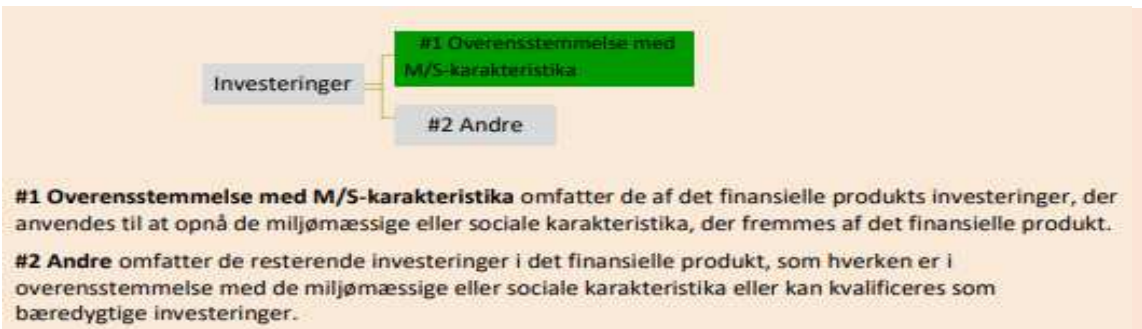 #1 Overensstemmelse med
M/S-karakteristika
Investeringer
#2 Andre
#1 Overensstemmelse med M/S-karakteristika omfatter de af det finansielle produkts investeringer, der
anvendes til at opnå de miljømæssige eller sociale karakteristika, der fremmes af det finansielle produkt.
#2 Andre omfatter de resterende investeringer i det finansielle produkt, som hverken er i
overensstemmelse med de miljømæssige eller sociale karakteristika eller kan kvalificeres som
bæredygtige investeringer.